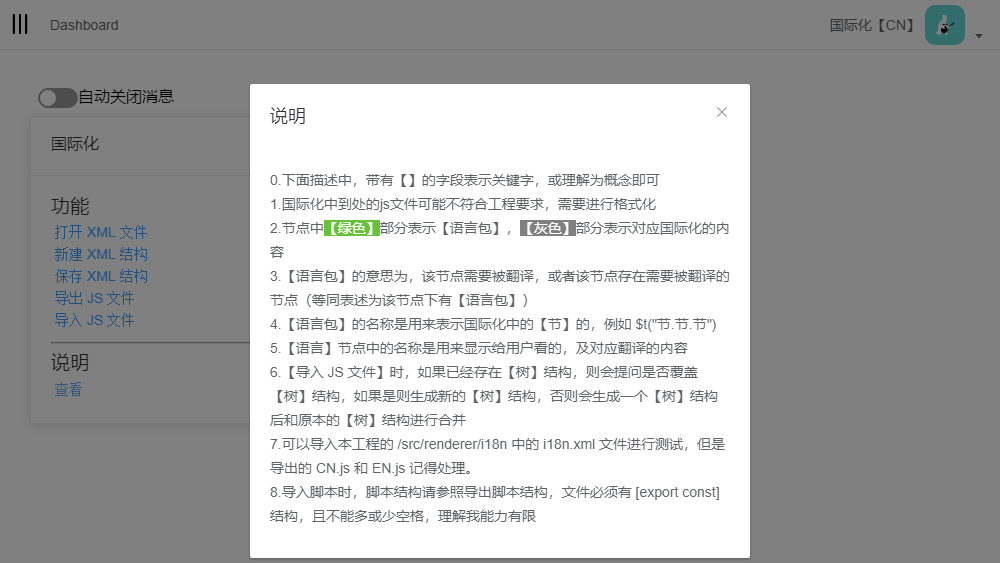 Dashboard
国际化【CN】
自动关闭消息
国际化
功能
打开 XML 文件
新建 XML 结构
保存 XML 结构
导出 JS 文件
导入 JS 文件
说明
查看
说明
0.下面描述中，带有【】的字段表示关键字，或理解为概念即可
1.国际化中到处的js文件可能不符合工程要求，需要进行格式化
2.节点中【绿色】部分表示【语言包】，【灰色】部分表示对应国际化的内
容
3.【语言包】的意思为，该节点需要被翻译，或者该节点存在需要被翻译的
节点（等同表述为该节点下有【语言包】）
4.【语言包】的名称是用来表示国际化中的【节】的，例如 $t("节.节.节")
5.【语言】节点中的名称是用来显示给用户看的，及对应翻译的内容
6.【导入 JS 文件】时，如果已经存在【树】结构，则会提问是否覆盖
【树】结构，如果是则生成新的【树】结构，否则会生成一个【树】结构
后和原本的【树】结构进行合并
7.可以导入本工程的 /src/renderer/i18n 中的 i18n.xml 文件进行测试，但是
导出的 CN.js 和 EN.js 记得处理。
8.导入脚本时，脚本结构请参照导出脚本结构，文件必须有 [export const]
结构，且不能多或少空格，理解我能力有限